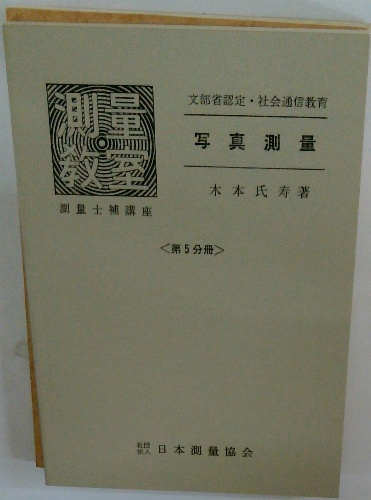 測量
教室
測量士補講座
文部省認定・社会通信教育
写真測量
木本氏寿著
＜第5分冊＞
社団法人 日本測量協会